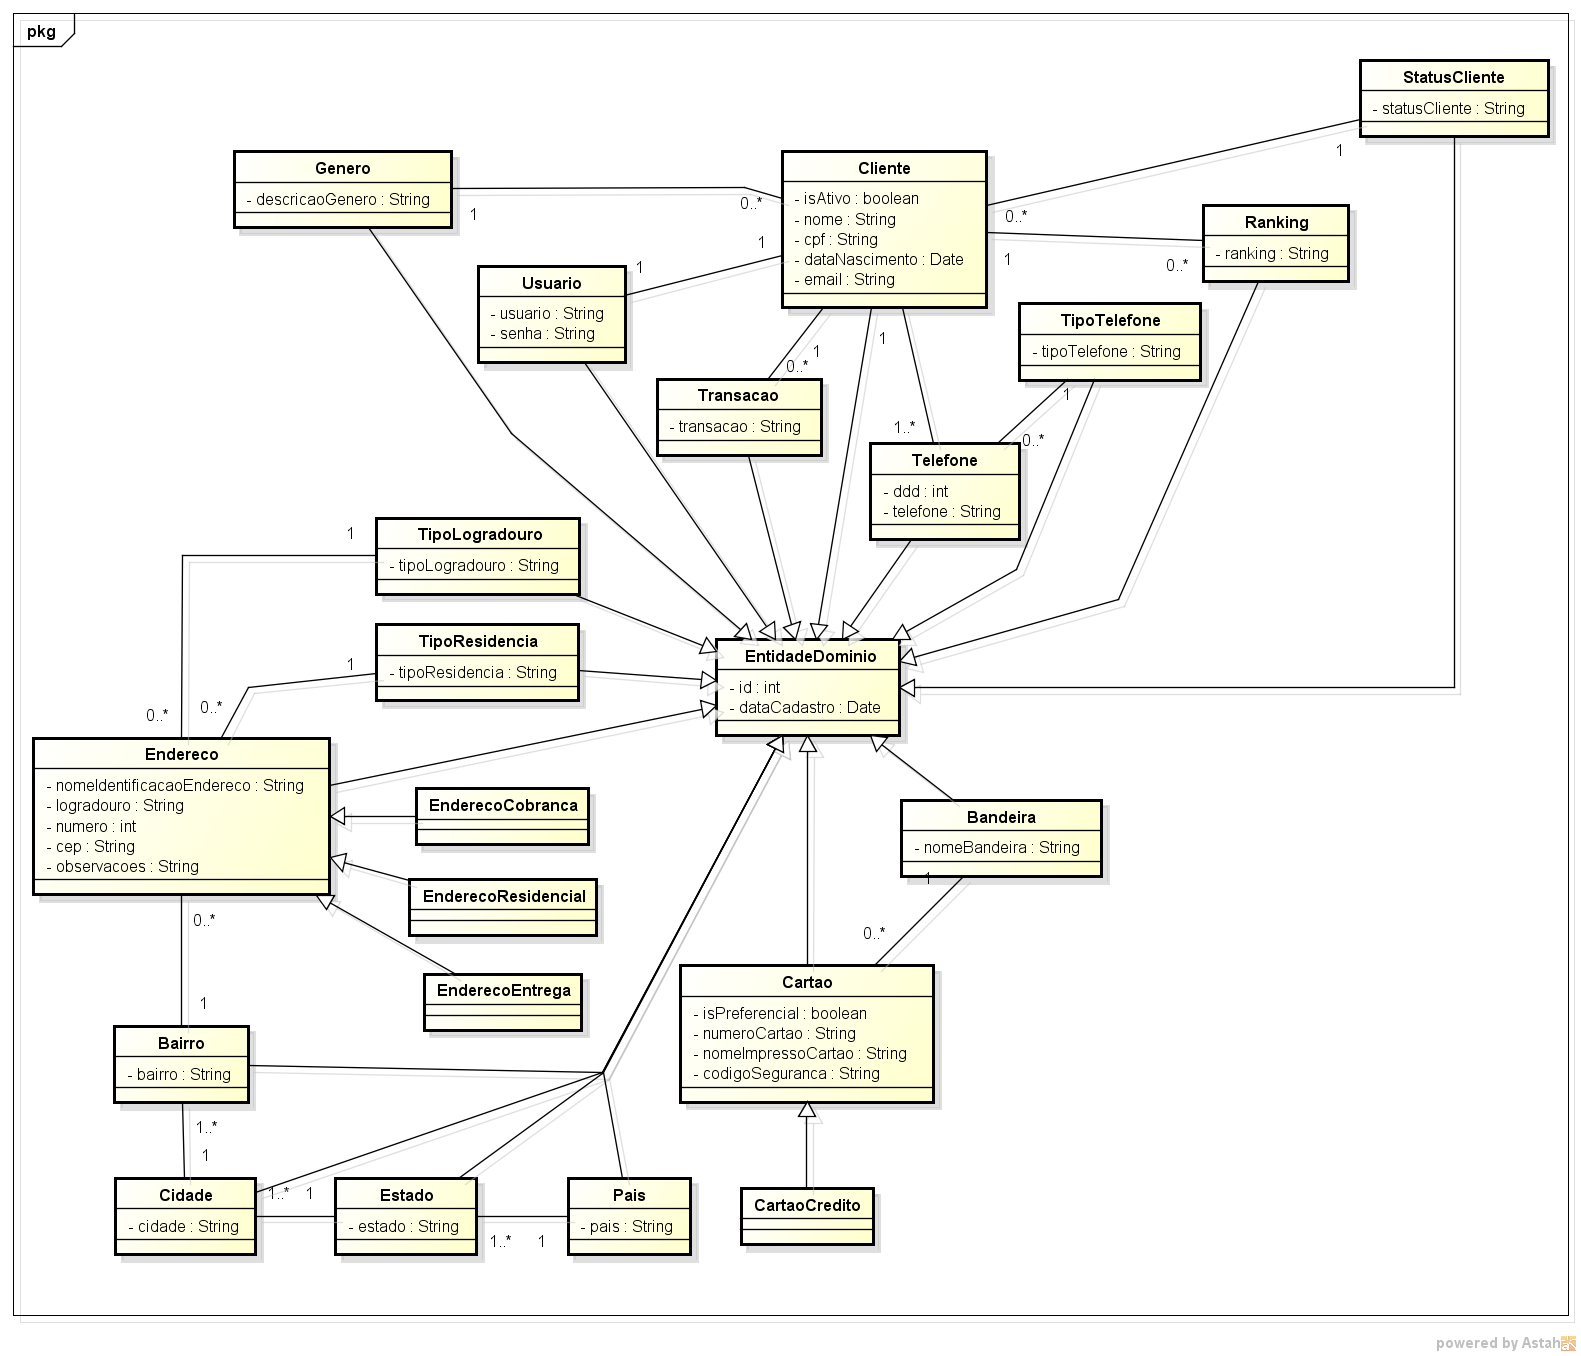 pkg
StatusCliente
- statusCliente : String
1
Genero
- descricaoGenero : String
1
0..*
Cliente
- isAtivo : boolean
- nome : String
- cpf : String
- dataNascimento : Date
- email : String
0..*
1
0..*
Ranking
- ranking : String
1
1
Usuario
- usuario : String
- senha : String
TipoTelefone
- tipoTelefone : String
1
1
0..*
Transacao
- transacao : String
1
1..*
0..*
Telefone
- ddd : int
- telefone : String
1
TipoLogradouro
- tipoLogradouro : String
1
TipoResidencia
- tipoResidencia : String
0..*
0..*
EntidadeDominio
- id : int
- dataCadastro : Date
Endereco
- nomeIdentificacaoEndereco : String
- logradouro : String
- numero : int
- cep : String
- observacoes : String
EnderecoCobranca
EnderecoResidencial
EnderecoEntrega
Bandeira
- nomeBandeira : String
1
0..*
0..*
1
Cartao
- isPreferencial : boolean
- numeroCartao : String
- nomeImpressoCartao : String
- codigoSeguranca : String
Bairro
- bairro : String
1..*
1
Cidade
- cidade : String
1..*
1
Estado
- estado : String
1..*
1
Pais
- pais : String
CartaoCredito
powered by Astah